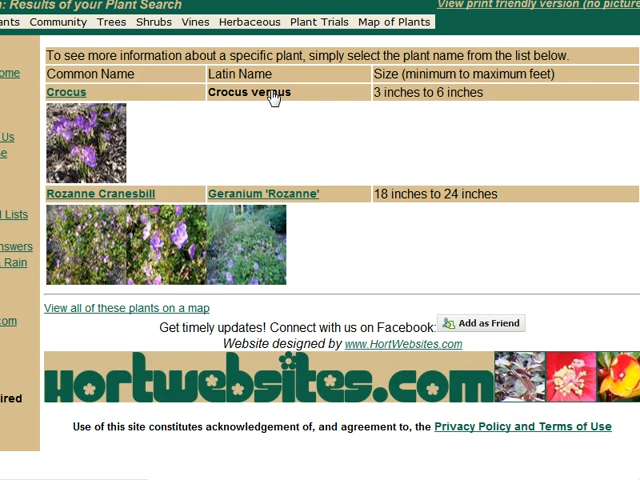 : Results of your Plant Search
View print friendly version (no picture
ants Community Trees Shrubs Vines Herbaceous Plant Trials Map of Plants
To see more information about a specific plant, simply select the plant name from the list below.
Common Name Latin Name Size (minimum to maximum feet)
ome
Crocus Crocus vernus 3 inches to 6 inches
Us
se
Rozanne Cranesbill Geranium 'Rozanne' 18 inches to 24 inches
l Lists
nswers
Rain
View all of these plants on a map
com
Get timely updates! Connect with us on Facebook: Add as Friend
Website designed by www.HortWebsites.com
hortwebsites.com
ired
Use of this site constitutes acknowledgement of, and agreement to, the Privacy Policy and Terms of Use